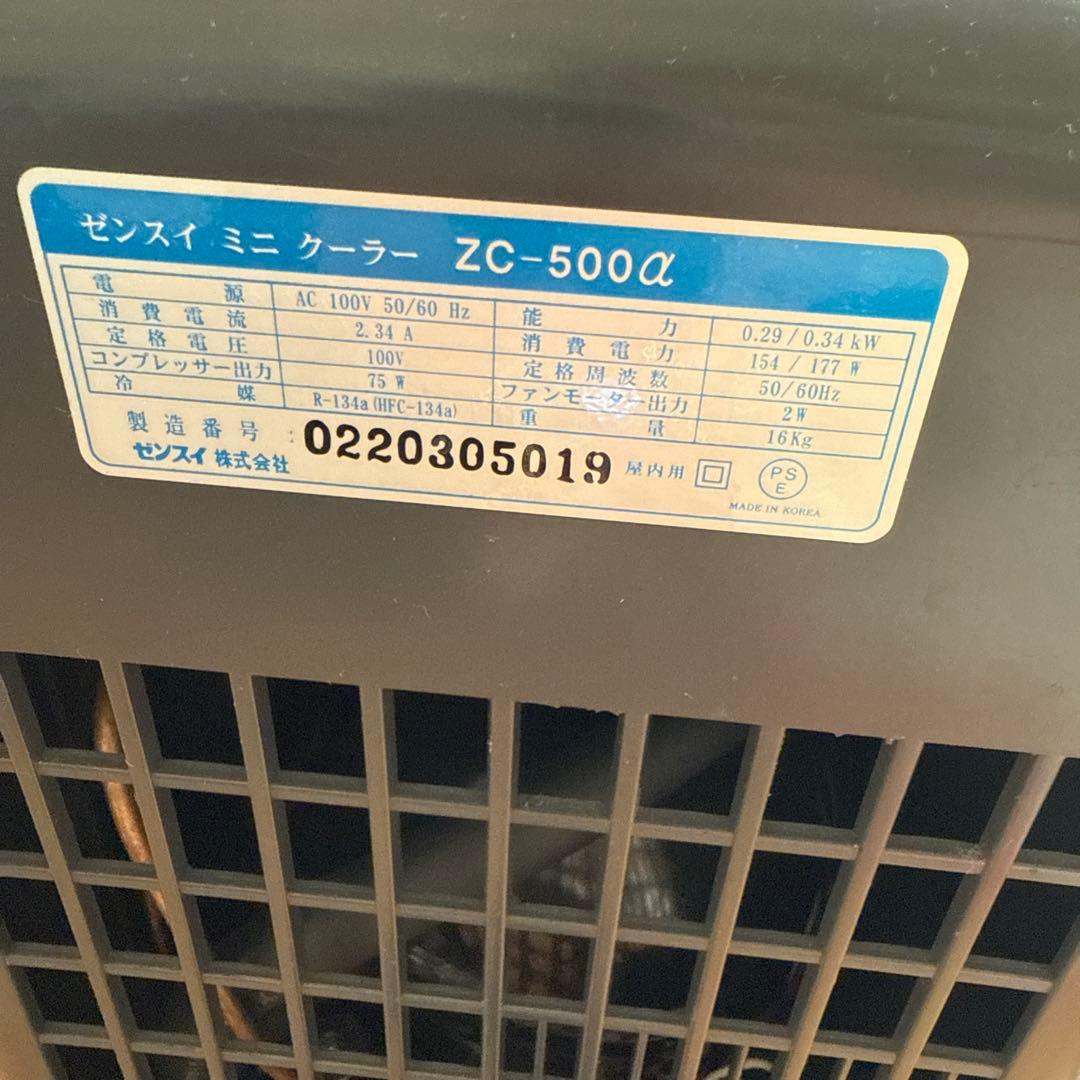 ゼンスイ ミニ クーラー ZC-500α
電源 AC 100V 50/60 Hz 能力 0.29 / 0.34 kW
消費電流 2.34 A 消費電力 154 / 177 W
定格電圧 100V 定格周波数 50/60Hz
コンプレッサー出力 75 W ファンモーター出力 2W
冷媒 R-134a (HFC-134a) 重量 16Kg
製造番号 : 0220305019 屋内用 PSE
ゼンスイ 株式会社 MADE IN KOREA